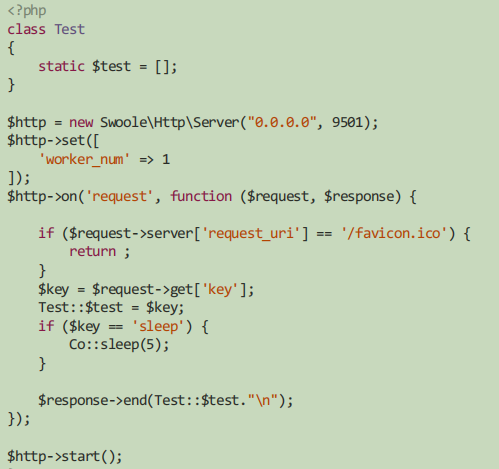 <?php
class Test
{
    static $test = [];
}

$http = new Swoole\Http\Server("0.0.0.0", 9501);
$http->set([
    'worker_num' => 1
]);
$http->on('request', function ($request, $response) {

    if ($request->server['request_uri'] == '/favicon.ico') {
        return ;
    }
    $key = $request->get['key'];
    Test::$test = $key;
    if ($key == 'sleep') {
        Co::sleep(5);
    }

    $response->end(Test::$test."\n");
});

$http->start();